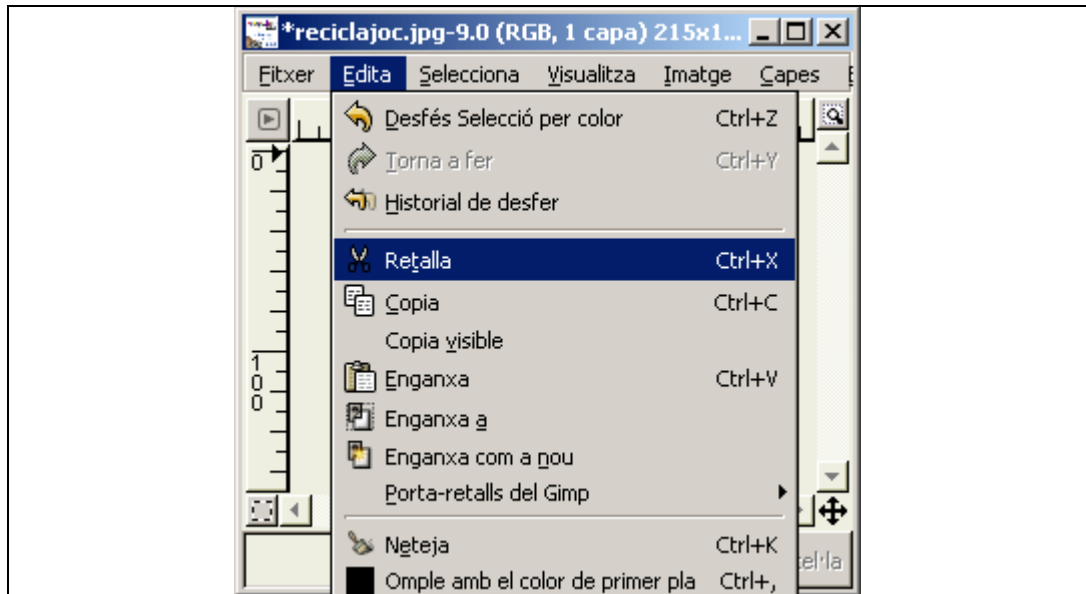 *reciclajoc.jpg-9.0 (RGB, 1 capa) 215x1...
Fitxer Edita Selecciona Visualitza Imatge Capes
0
100
Desfés Selecció per color Ctrl+Z
Torna a fer Ctrl+Y
Historial de desfer
Retalla Ctrl+X
Copia Ctrl+C
Copia visible
Enganxa Ctrl+V
Enganxa a
Enganxa com a nou
Porta-retalls del Gimp
Neteja Ctrl+K
Omple amb el color de primer pla Ctrl+,